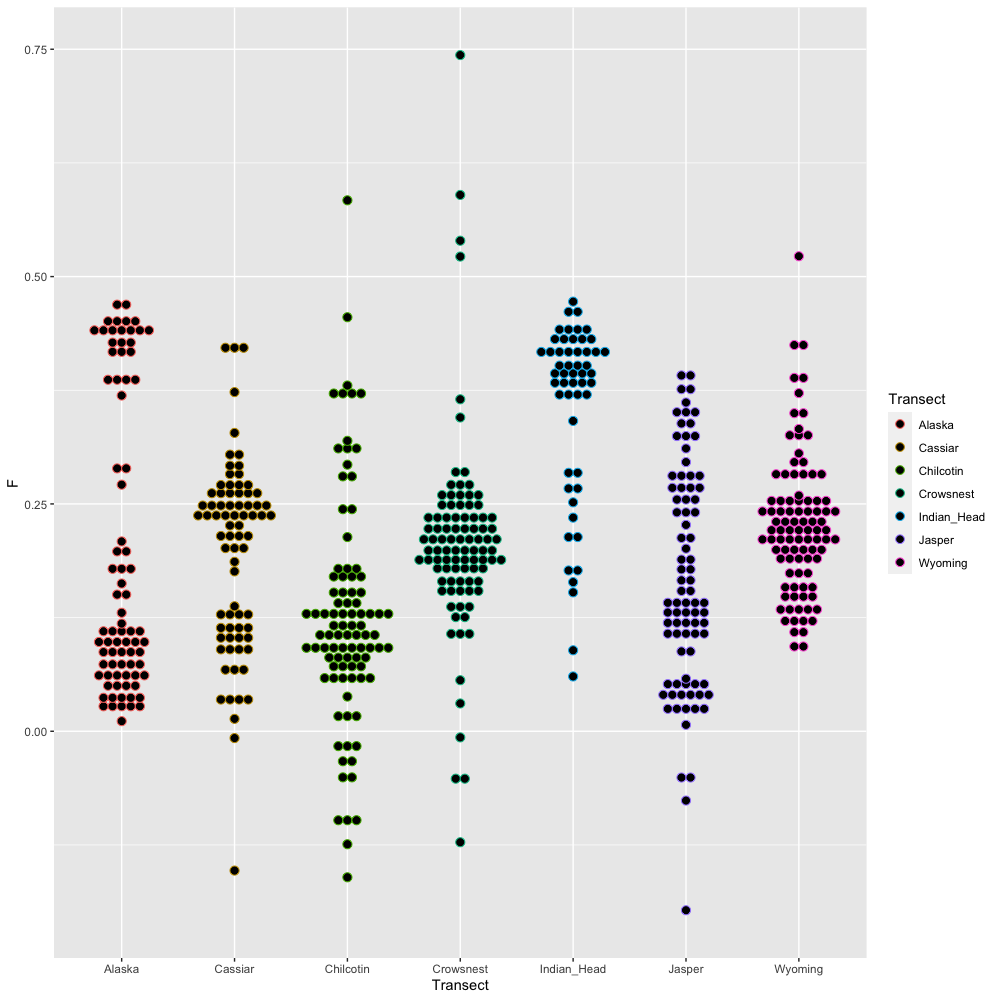 0.75
0.50
0.25
0.00
F
Alaska
Cassiar
Chilcotin
Crowsnest
Indian_Head
Jasper
Wyoming
Transect
Transect
Alaska
Cassiar
Chilcotin
Crowsnest
Indian_Head
Jasper
Wyoming